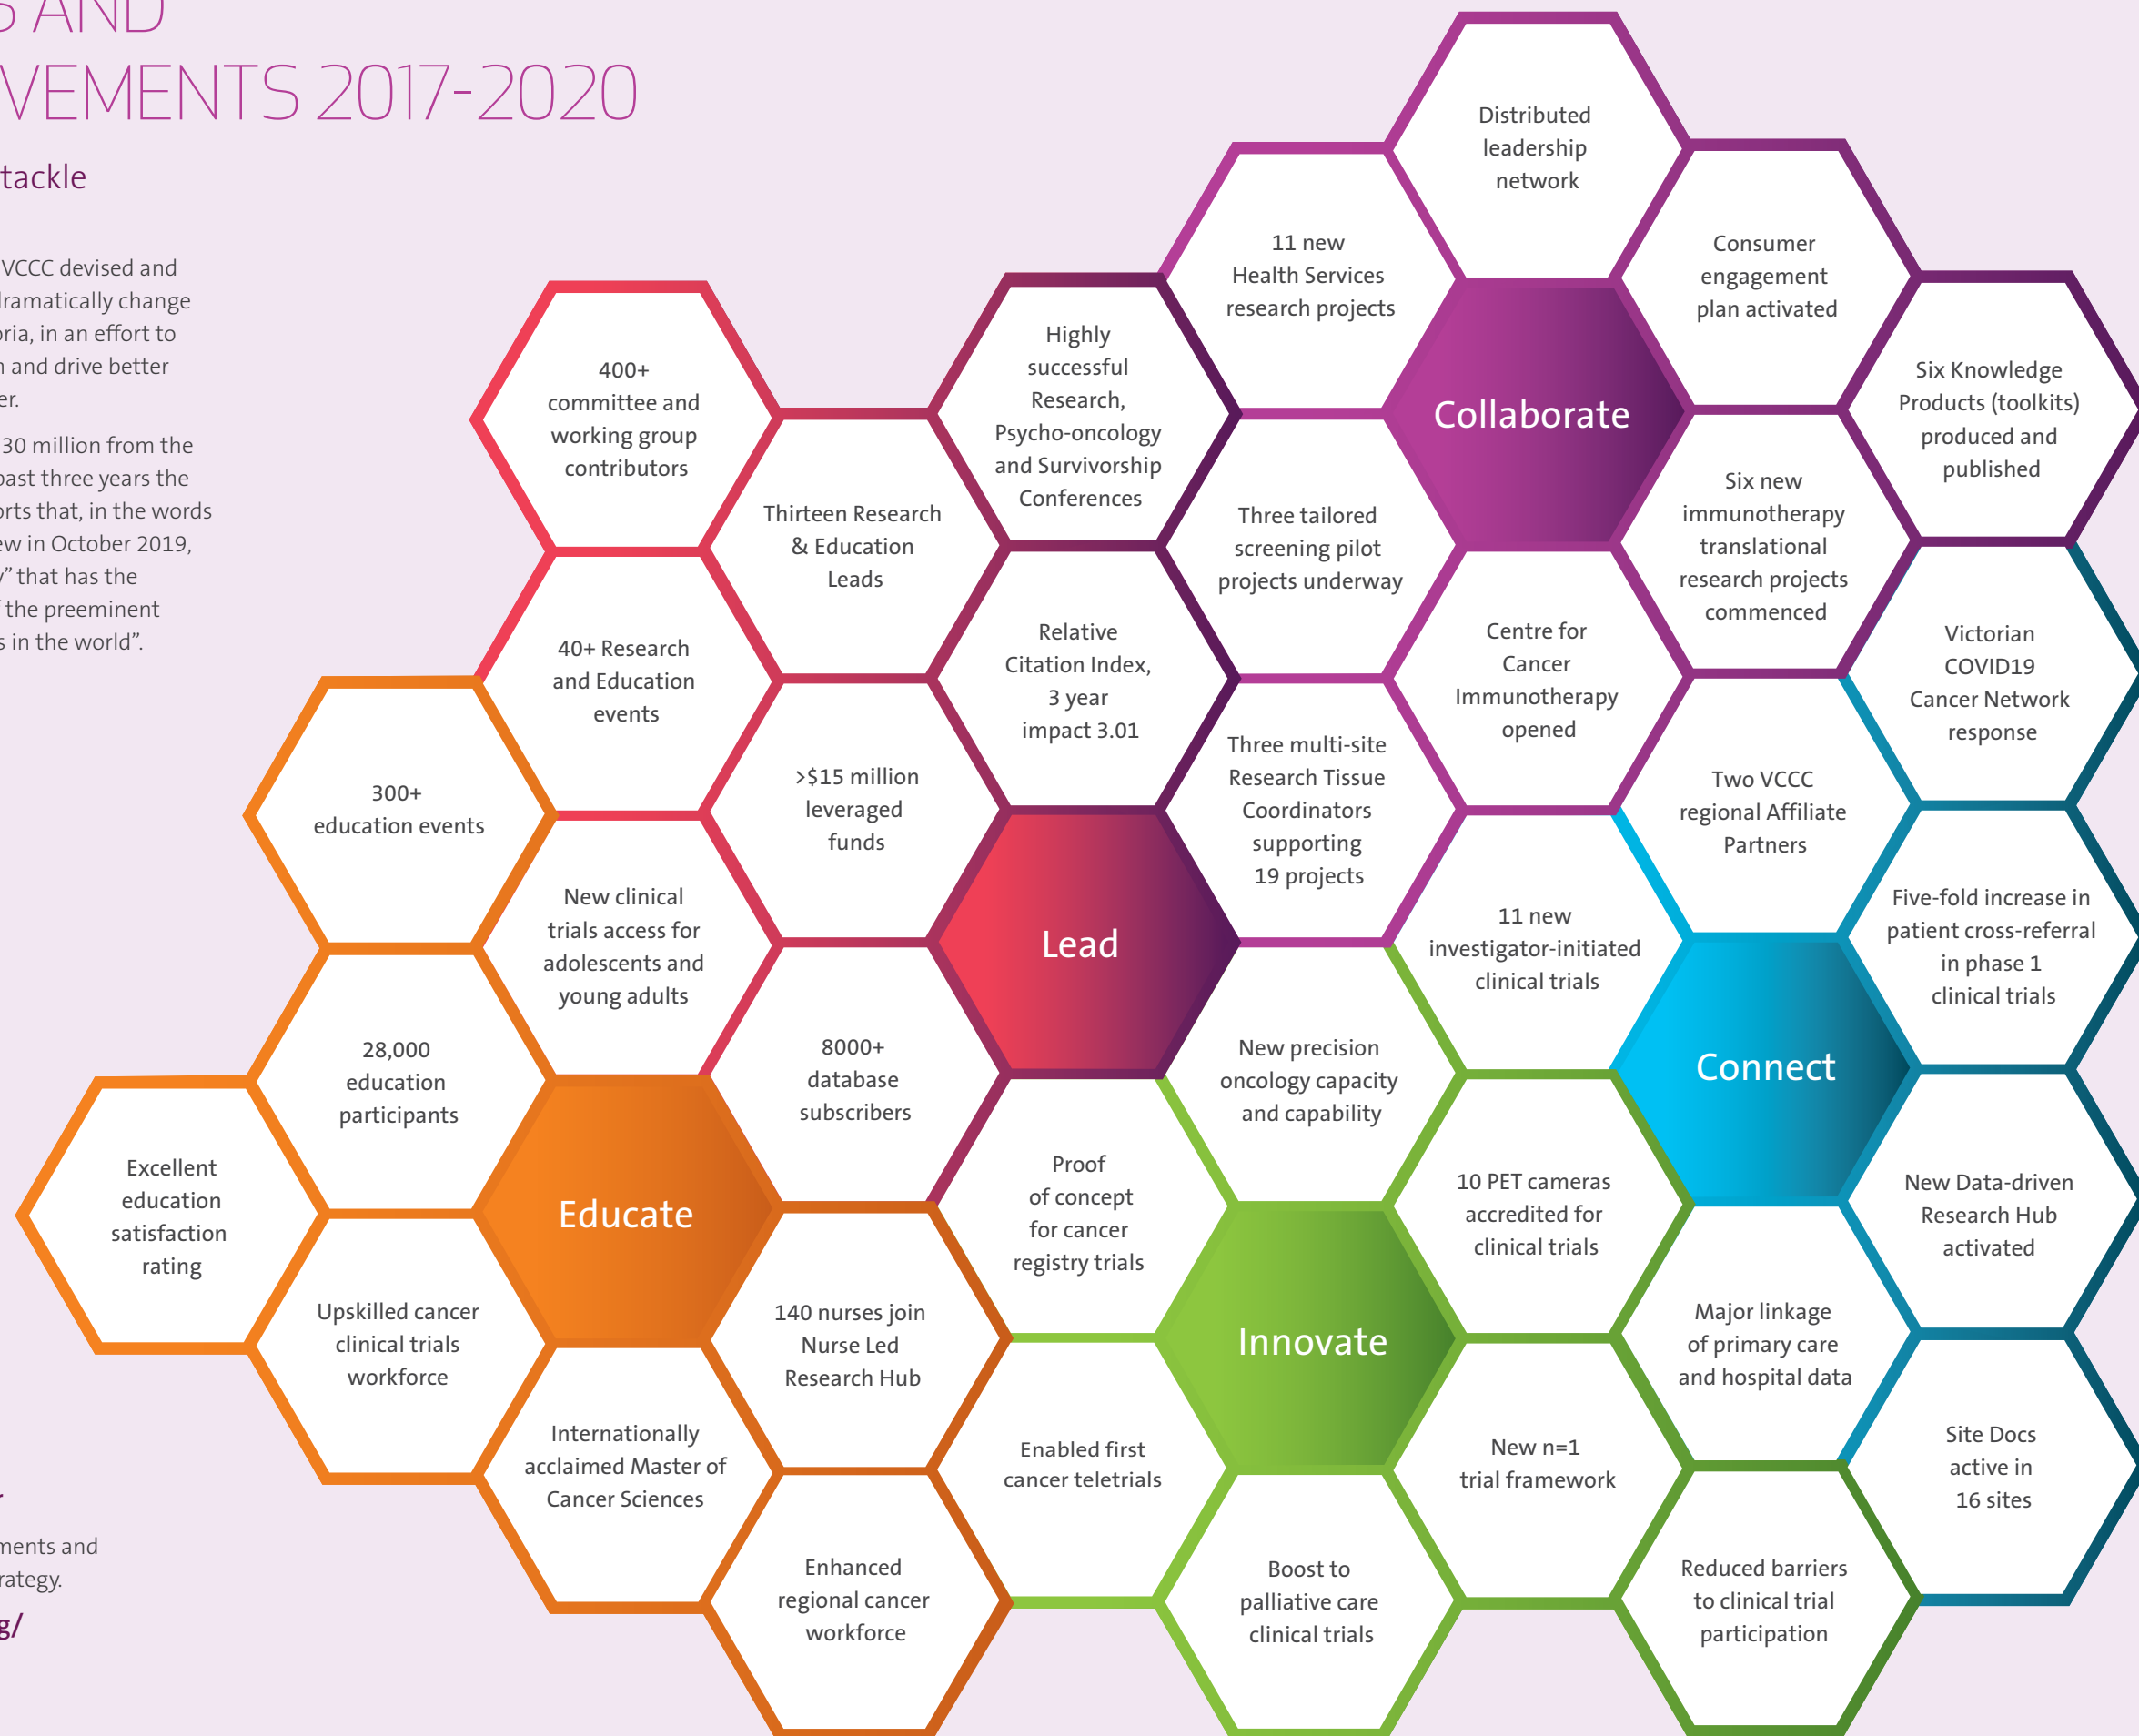 S AND
VEMENTS 2017-2020
tackle
VCCC devised and
dramatically change
oria, in an effort to
n and drive better
er.
30 million from the
past three years the
orts that, in the words
ew in October 2019,
y” that has the
f the preeminent
s in the world”.
ments and
rategy.
g/
Distributed
leadership
network
11 new
Health Services
research projects
Consumer
engagement
plan activated
Collaborate
Six Knowledge
Products (toolkits)
produced and
published
Highly
successful
Research,
Psycho-oncology
and Survivorship
Conferences
400+
committee and
working group
contributors
Thirteen Research
& Education
Leads
Three tailored
screening pilot
projects underway
Six new
immunotherapy
translational
research projects
commenced
40+ Research
and Education
events
Relative
Citation Index,
3 year
impact 3.01
Centre for
Cancer
Immunotherapy
opened
Victorian
COVID19
Cancer Network
response
300+
education events
>$15 million
leveraged
funds
Three multi-site
Research Tissue
Coordinators
supporting
19 projects
Two VCCC
regional Affiliate
Partners
New clinical
trials access for
adolescents and
young adults
Lead
11 new
investigator-initiated
clinical trials
Five-fold increase in
patient cross-referral
in phase 1
clinical trials
28,000
education
participants
8000+
database
subscribers
New precision
oncology capacity
and capability
Connect
Excellent
education
satisfaction
rating
Educate
Proof
of concept
for cancer
registry trials
10 PET cameras
accredited for
clinical trials
New Data-driven
Research Hub
activated
Upskilled cancer
clinical trials
workforce
140 nurses join
Nurse Led
Research Hub
Innovate
Major linkage
of primary care
and hospital data
Internationally
acclaimed Master of
Cancer Sciences
Enabled first
cancer teletrials
New n=1
trial framework
Site Docs
active in
16 sites
Enhanced
regional cancer
workforce
Boost to
palliative care
clinical trials
Reduced barriers
to clinical trial
participation